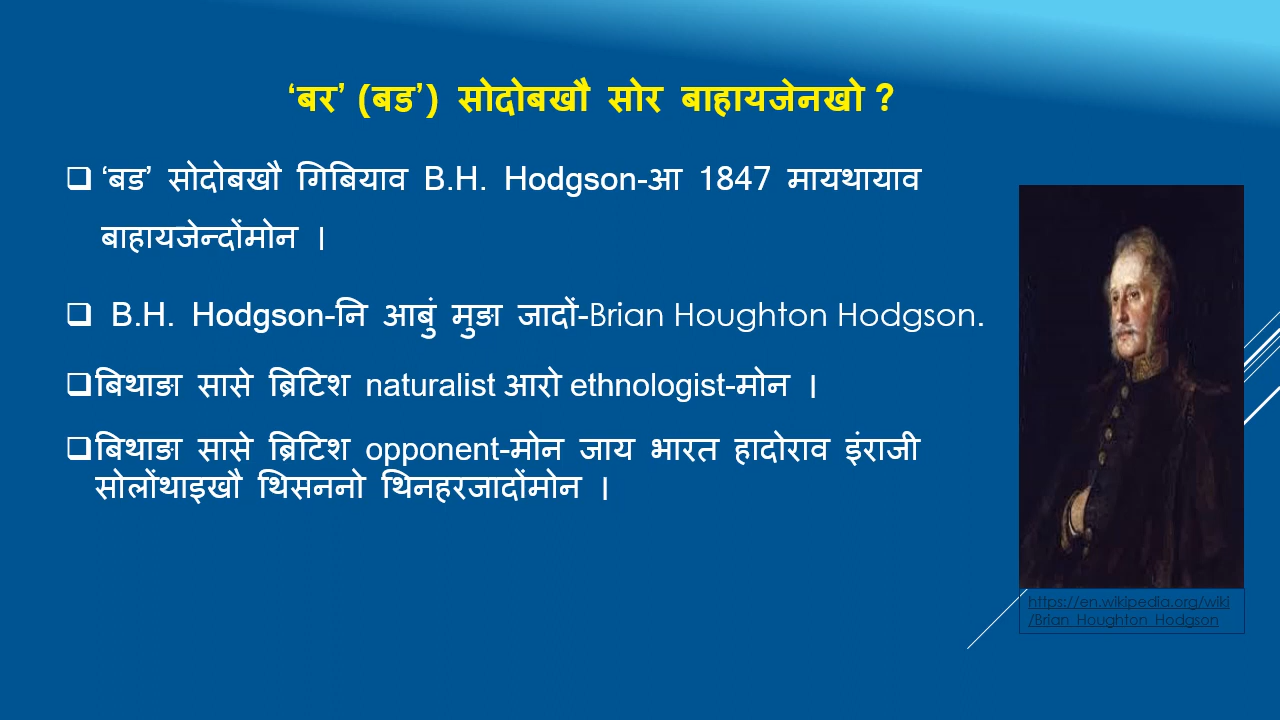 ‘बर’ (बड’) सोदोबखौ सोर बाहायजेनखो ?
❑ ‘बड’ सोदोबखौ गिबियाव B.H. Hodgson-आ 1847 मायथायाव
बाहायजेन्दोंमोन ।
❑ B.H. Hodgson-नि आबुं मुङा जादों-Brian Houghton Hodgson.
❑बिथाङा सासे ब्रिटिश naturalist आरो ethnologist-मोन ।
❑बिथाङा सासे ब्रिटिश opponent-मोन जाय भारत हादोराव इंराजी
सोलोंथाइखौ थिसननो थिनहरजादोंमोन ।
https://en.wikipedia.org/wiki
/Brian_Houghton_Hodgson